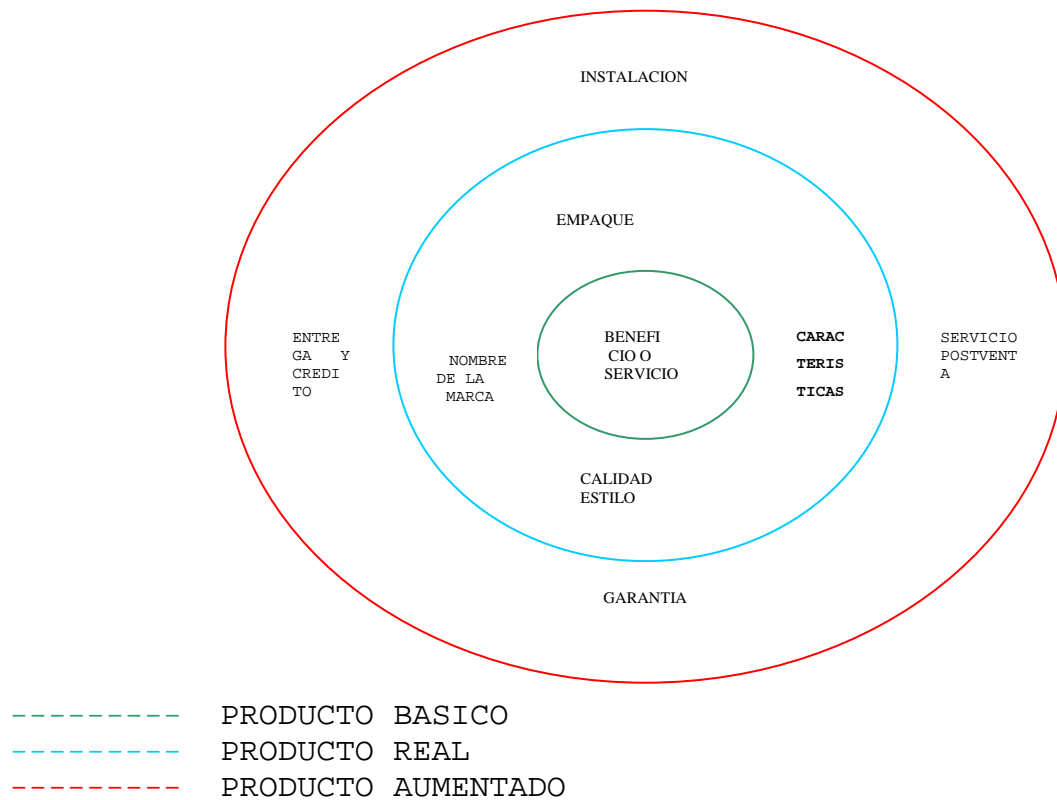 INSTALACION
EMPAQUE
ENTRE
GA Y
CREDI
TO
NOMBRE
DE LA
MARCA
BENEFI
CIO O
SERVICIO
CARAC
TERIS
TICAS
SERVICIO
POSTVENT
A
CALIDAD
ESTILO
GARANTIA
PRODUCTO BASICO
PRODUCTO REAL
PRODUCTO AUMENTADO